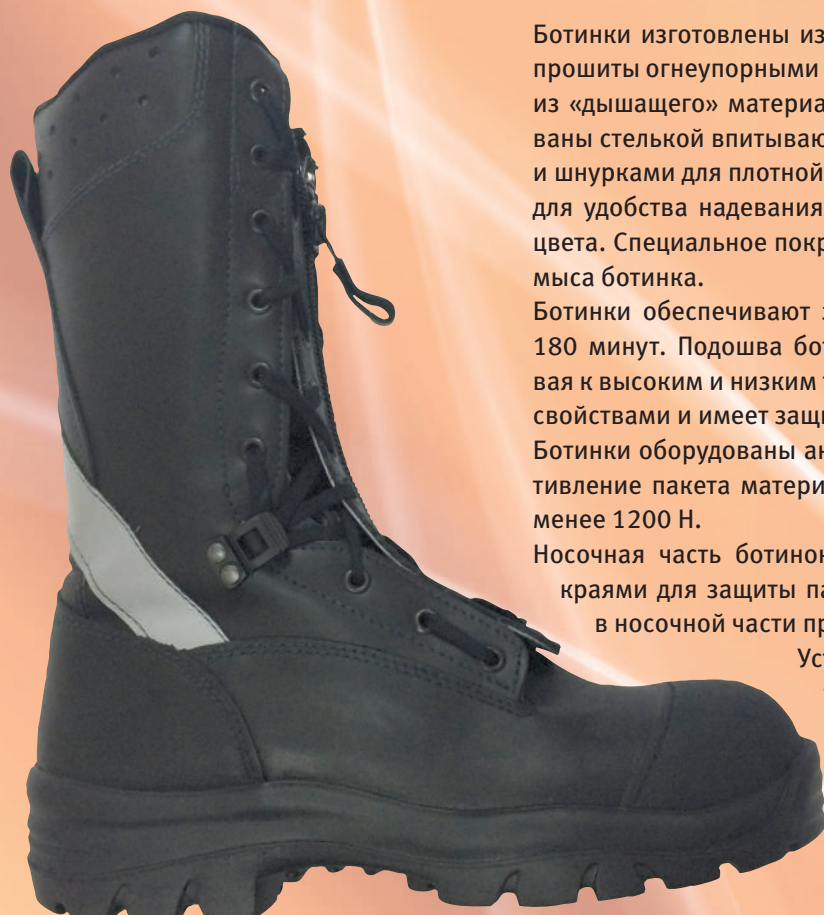 Ботинки изготовлены из
прошиты огнеупорными
из «дышащего» материа
ваны стелькой впитываю
и шнурками для плотной
для удобства надевания
цвета. Специальное покр
мыса ботинка.
Ботинки обеспечивают з
180 минут. Подошва бот
вая к высоким и низким т
свойствами и имеет защи
Ботинки оборудованы ан
тивление пакета матери
менее 1200 Н.
Носочная часть ботинок
краями для защиты па
в носочной части пр
Уст